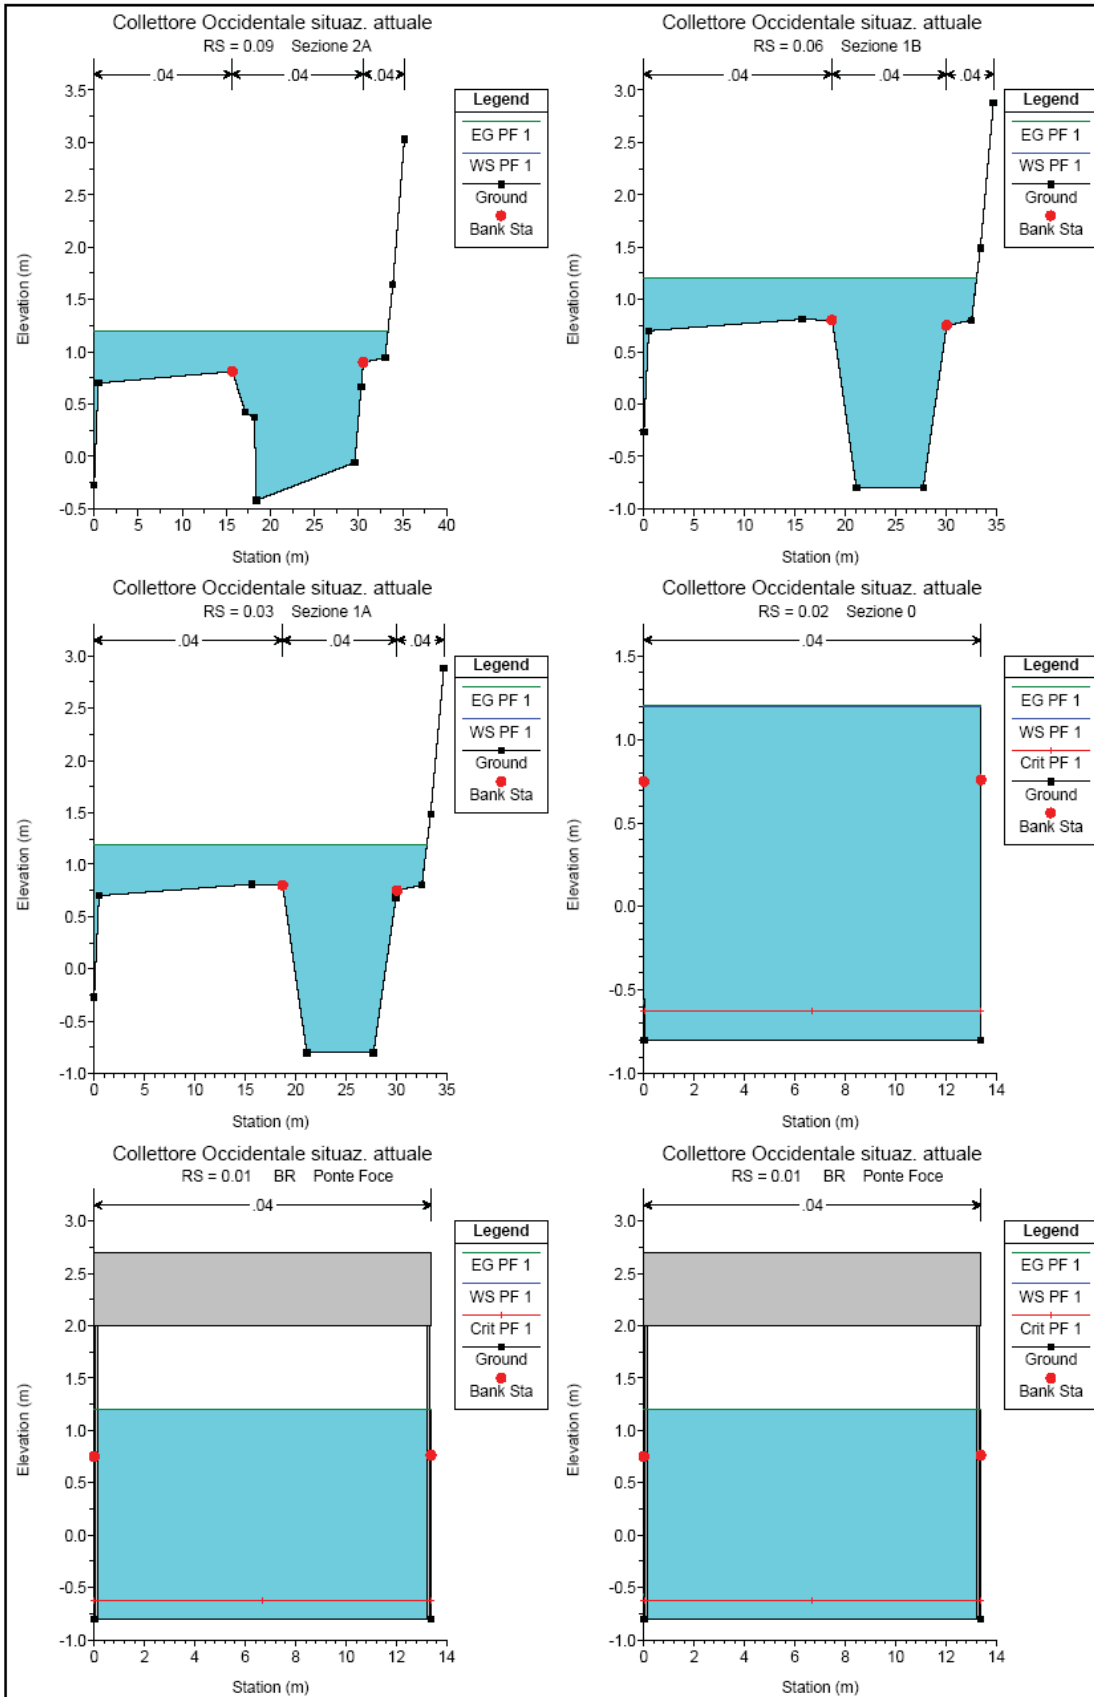 Collettore Occidentale situaz. attuale
RS = 0.09 Sezione 2A
.04 .04 .04
3.5
3.0
2.5
2.0
1.5
1.0
0.5
0.0
-0.5
0 5 10 15 20 25 30 35 40
Station (m)
Elevation (m)
Legend
EG PF 1
WS PF 1
Ground
Bank Sta
Collettore Occidentale situaz. attuale
RS = 0.06 Sezione 1B
.04 .04 .04
3.0
2.5
2.0
1.5
1.0
0.5
0.0
-0.5
-1.0
0 5 10 15 20 25 30 35
Station (m)
Elevation (m)
Legend
EG PF 1
WS PF 1
Ground
Bank Sta
Collettore Occidentale situaz. attuale
RS = 0.03 Sezione 1A
.04 .04 .04
3.0
2.5
2.0
1.5
1.0
0.5
0.0
-0.5
-1.0
0 5 10 15 20 25 30 35
Station (m)
Elevation (m)
Legend
EG PF 1
WS PF 1
Ground
Bank Sta
Collettore Occidentale situaz. attuale
RS = 0.02 Sezione 0
.04
1.5
1.0
0.5
0.0
-0.5
-1.0
0 2 4 6 8 10 12 14
Station (m)
Elevation (m)
Legend
EG PF 1
WS PF 1
Crit PF 1
Ground
Bank Sta
Collettore Occidentale situaz. attuale
RS = 0.01 BR Ponte Foce
.04
3.0
2.5
2.0
1.5
1.0
0.5
0.0
-0.5
-1.0
0 2 4 6 8 10 12 14
Station (m)
Elevation (m)
Legend
EG PF 1
WS PF 1
Crit PF 1
Ground
Bank Sta
Collettore Occidentale situaz. attuale
RS = 0.01 BR Ponte Foce
.04
3.0
2.5
2.0
1.5
1.0
0.5
0.0
-0.5
-1.0
0 2 4 6 8 10 12 14
Station (m)
Elevation (m)
Legend
EG PF 1
WS PF 1
Crit PF 1
Ground
Bank Sta